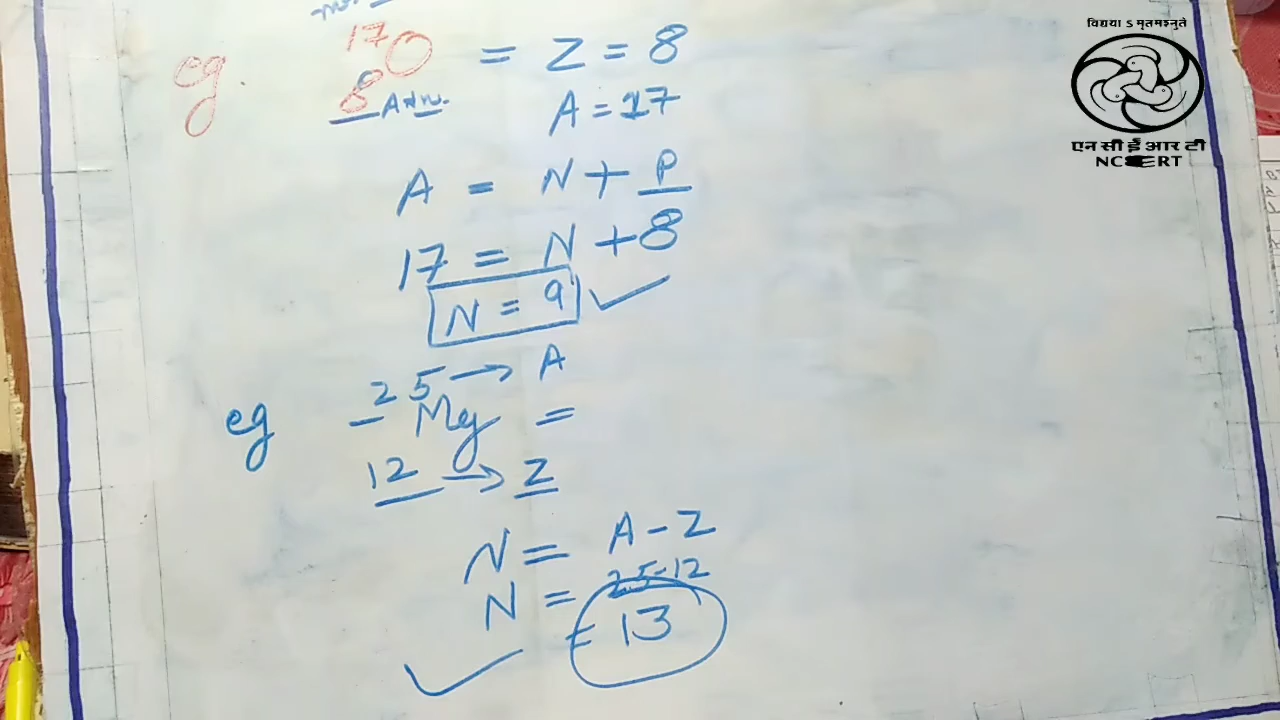 eg. 17 O = Z = 8
8
A = 17
A = N + P
17 = N + 8
N = 9
25 → A
eg Mg =
12 → Z
N = A - Z
N = 25-12
= 13
विद्यया ऽ मृतमश्नुते
एन सी ई आर टी
NCERT